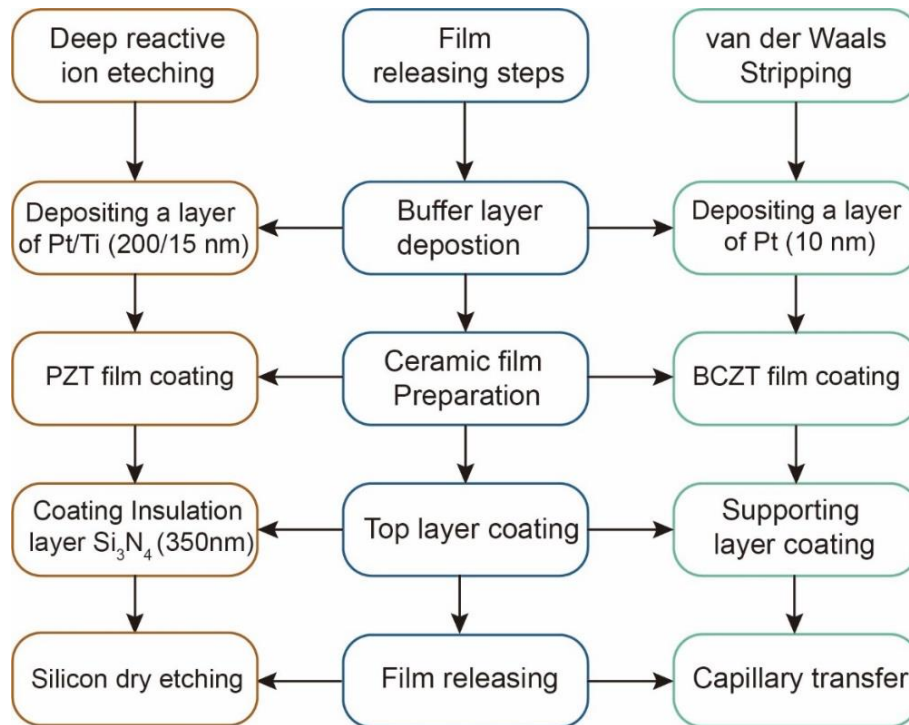 Deep reactive
ion eteching
Film
releasing steps
van der Waals
Stripping
Depositing a layer
of Pt/Ti (200/15 nm)
Buffer layer
depostion
Depositing a layer
of Pt (10 nm)
PZT film coating
Ceramic film
Preparation
BCZT film coating
Coating Insulation
layer Si₃N₄ (350nm)
Top layer coating
Supporting
layer coating
Silicon dry etching
Film releasing
Capillary transfer